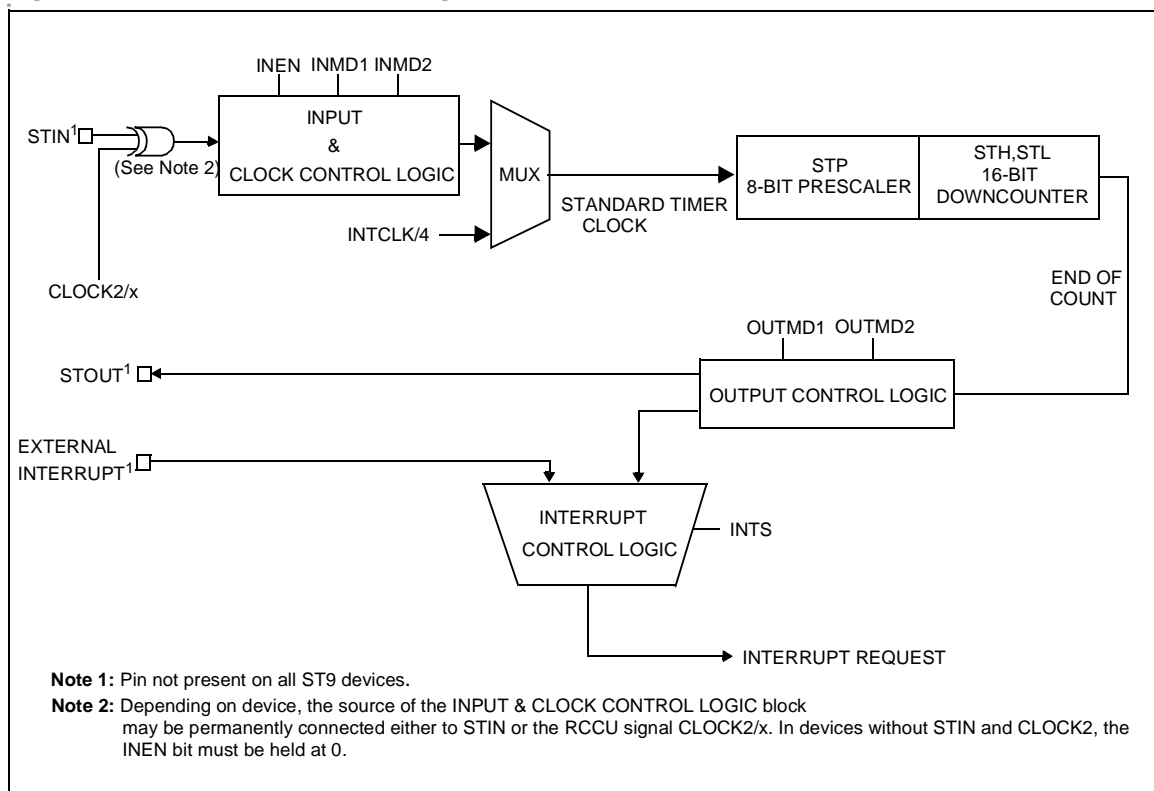 INEN INMD1 INMD2
INPUT
&
CLOCK CONTROL LOGIC
STIN1
(See Note 2)
MUX
INTCLK/4
CLOCK2/x
STANDARD TIMER
CLOCK
STP
8-BIT PRESCALER
STH,STL
16-BIT
DOWNCOUNTER
END OF
COUNT
OUTMD1 OUTMD2
STOUT1
OUTPUT CONTROL LOGIC
EXTERNAL
INTERRUPT1
INTERRUPT
CONTROL LOGIC
INTS
INTERRUPT REQUEST
Note 1: Pin not present on all ST9 devices.
Note 2: Depending on device, the source of the INPUT & CLOCK CONTROL LOGIC block
may be permanently connected either to STIN or the RCCU signal CLOCK2/x. In devices without STIN and CLOCK2, the
INEN bit must be held at 0.